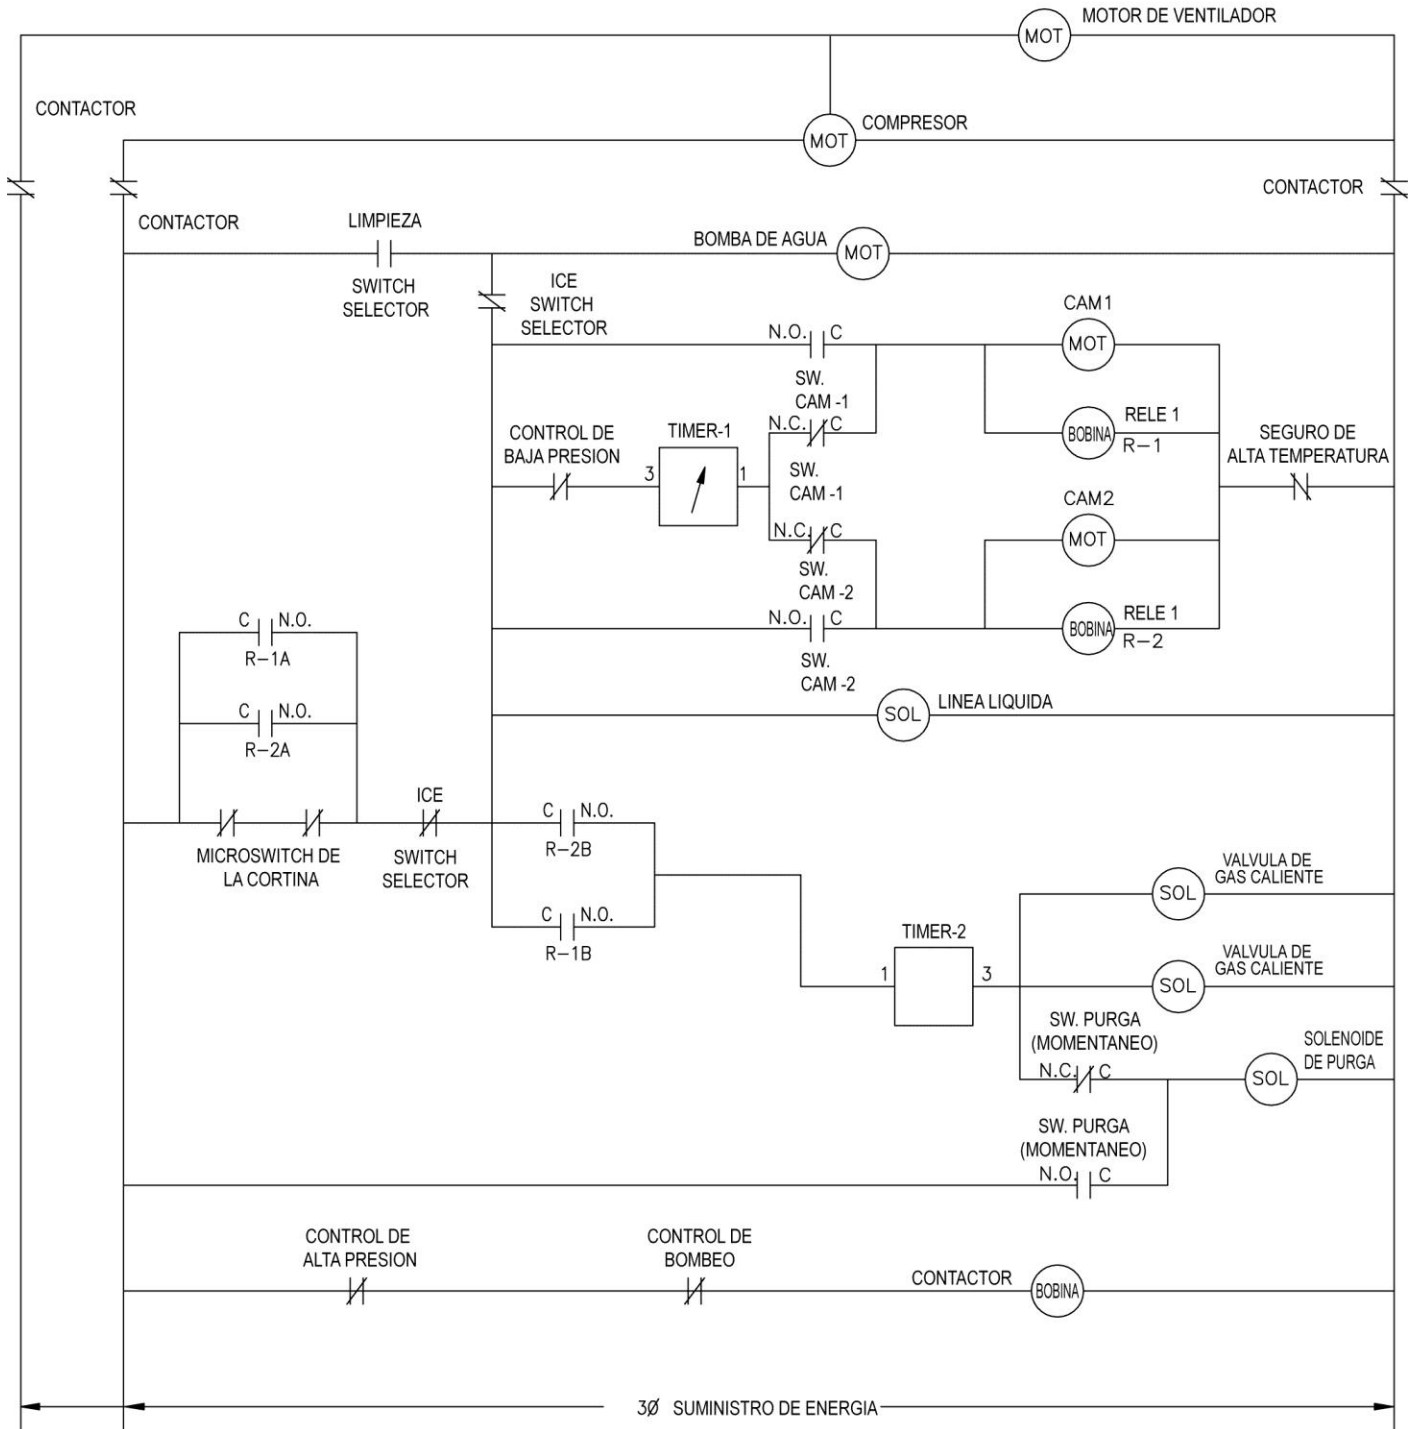 MOTOR DE VENTILADOR
MOT
CONTACTOR
COMPRESOR
MOT
CONTACTOR
CONTACTOR
LIMPIEZA
SWITCH
SELECTOR
BOMBA DE AGUA
MOT
ICE
SWITCH
SELECTOR
CAM1
N.O. C
MOT
SW.
CAM -1
CONTROL DE
BAJA PRESION
TIMER-1
3
1
N.C. C
SW.
CAM -1
BOBINA
RELE 1
R-1
SEGURO DE
ALTA TEMPERATURA
CAM2
N.C. C
MOT
SW.
CAM -2
N.O. C
SW.
CAM -2
BOBINA
RELE 1
R-2
C N.O.
R-1A
C N.O.
R-2A
SOL
LINEA LIQUIDA
MICROSWITCH DE
LA CORTINA
ICE
SWITCH
SELECTOR
C N.O.
R-2B
C N.O.
R-1B
TIMER-2
1
3
VALVULA DE
GAS CALIENTE
SOL
VALVULA DE
GAS CALIENTE
SOL
SW. PURGA
(MOMENTANEO)
N.C. C
SOLENOIDE
DE PURGA
SOL
SW. PURGA
(MOMENTANEO)
N.O. C
CONTROL DE
ALTA PRESION
CONTROL DE
BOMBEO
CONTACTOR
BOBINA
3Ø SUMINISTRO DE ENERGIA